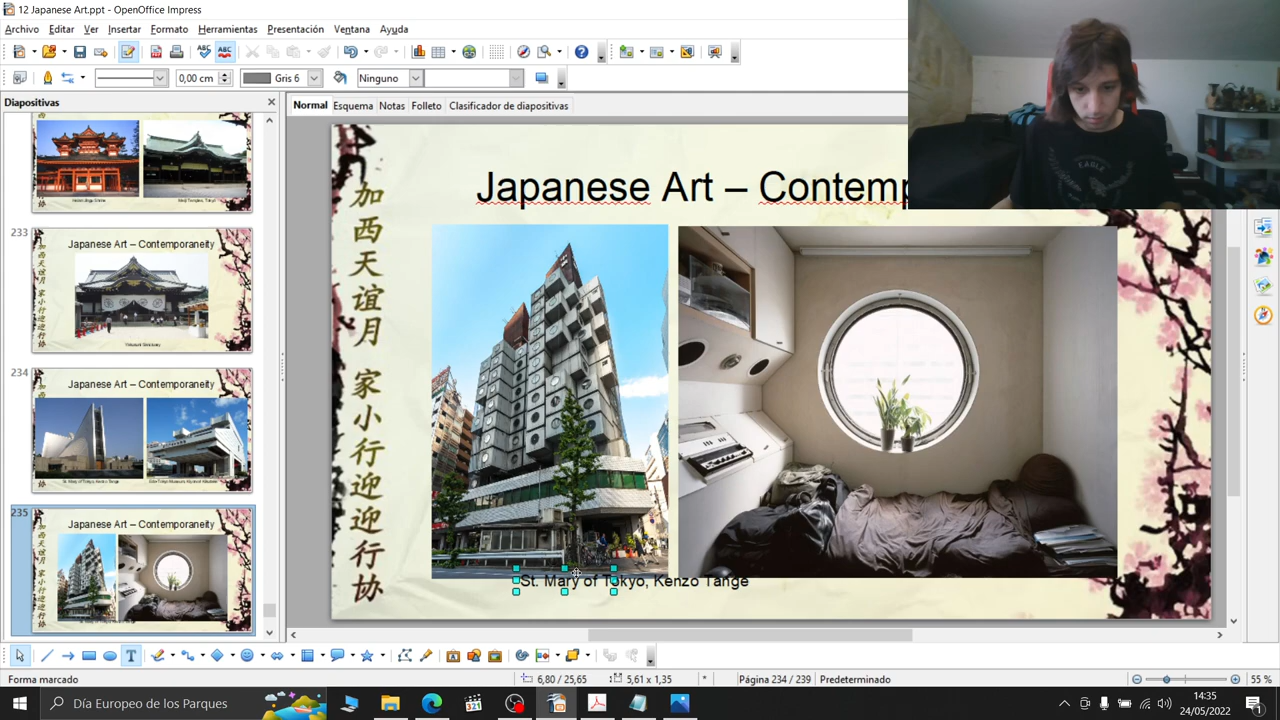 12 Japanese Art.ppt - OpenOffice Impress
Archivo Editar Ver Insertar Formato Herramientas Presentación Ventana Ayuda
0,00 cm Gris 6 Ninguno
Diapositivas
Normal Esquema Notas Folleto Clasificador de diapositivas
233
Japanese Art – Contemporaneity
234
Japanese Art – Contemporaneity
235
Japanese Art – Contemporaneity
Japanese Art – Contemp
加西天谊月 家小行迎迎行协
St. Mary of Tokyo, Kenzo Tange
EAGLE
Forma marcado 6,80 / 25,65 5,61 x 1,35 * Página 234 / 239 Predeterminado 55 %
Día Europeo de los Parques
321
14:35
24/05/2022
1